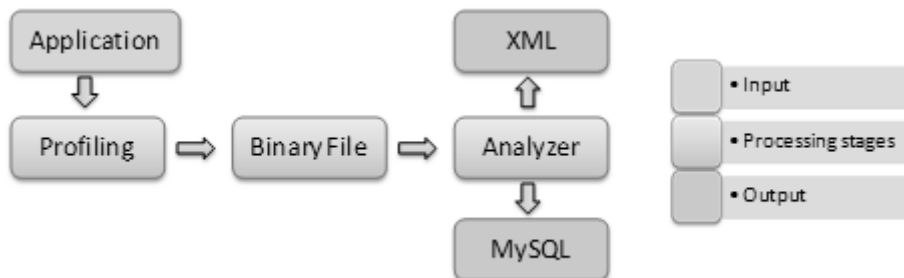 Application
XML
Profiling
Binary File
Analyzer
MySQL
• Input
• Processing stages
• Output